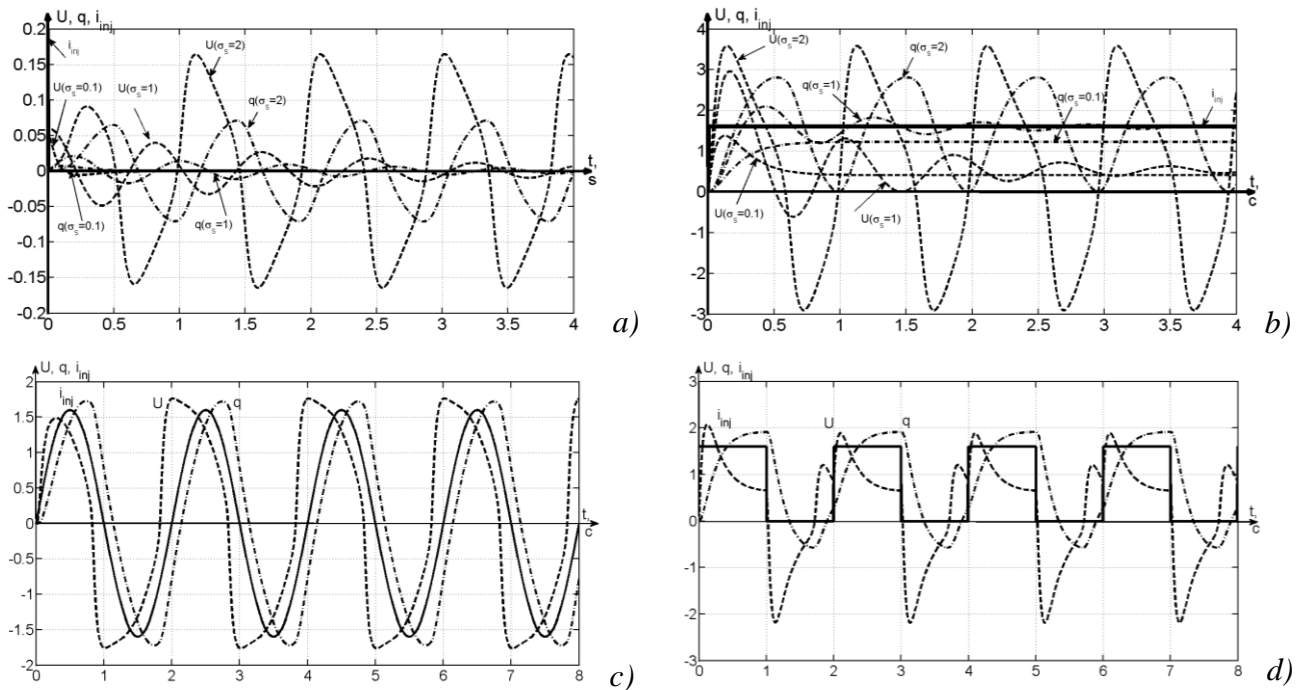 U, q, i_inj
0.2
0.15
0.1
0.05
0
-0.05
-0.1
-0.15
-0.2
i_inj
U(σ_S=2)
U(σ_S=0.1)
U(σ_S=1)
q(σ_S=2)
q(σ_S=0.1)
q(σ_S=1)
t,
s
0 0.5 1 1.5 2 2.5 3 3.5 4
a)
U, q, i_inj
4
3
2
1
0
-1
-2
-3
U(σ_S=2)
q(σ_S=2)
q(σ_S=1)
q(σ_S=0.1)
i_inj
U(σ_S=0.1)
U(σ_S=1)
t,
c
0 0.5 1 1.5 2 2.5 3 3.5 4
b)
U, q, i_inj
2
1.5
1
0.5
0
-0.5
-1
-1.5
-2
i_inj
U
q
t,
c
0 1 2 3 4 5 6 7 8
c)
U, q, i_inj
3
2
1
0
-1
-2
-3
i_inj
U
q
t,
c
0 1 2 3 4 5 6 7 8
d)